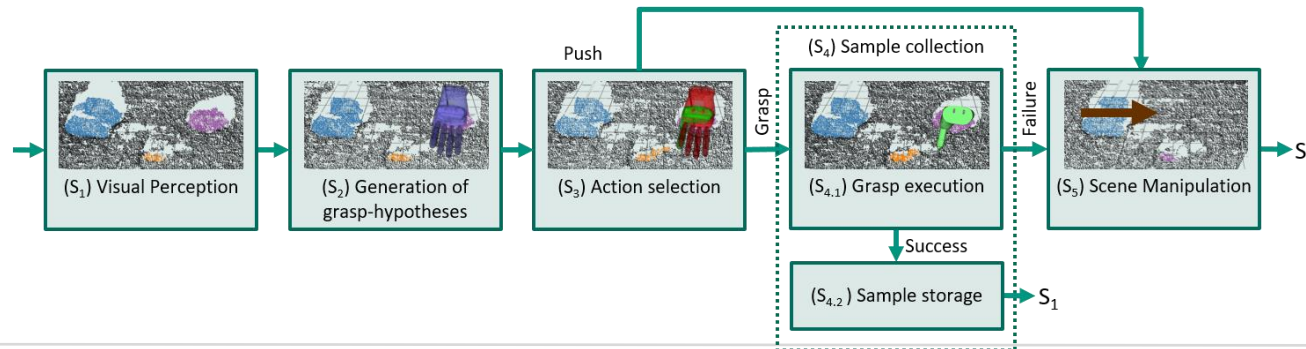 Push
(S4) Sample collection
Grasp
Failure
(S1) Visual Perception
(S2) Generation of
grasp-hypotheses
(S3) Action selection
(S4.1) Grasp execution
(S5) Scene Manipulation
S
Success
(S4.2 ) Sample storage
S1